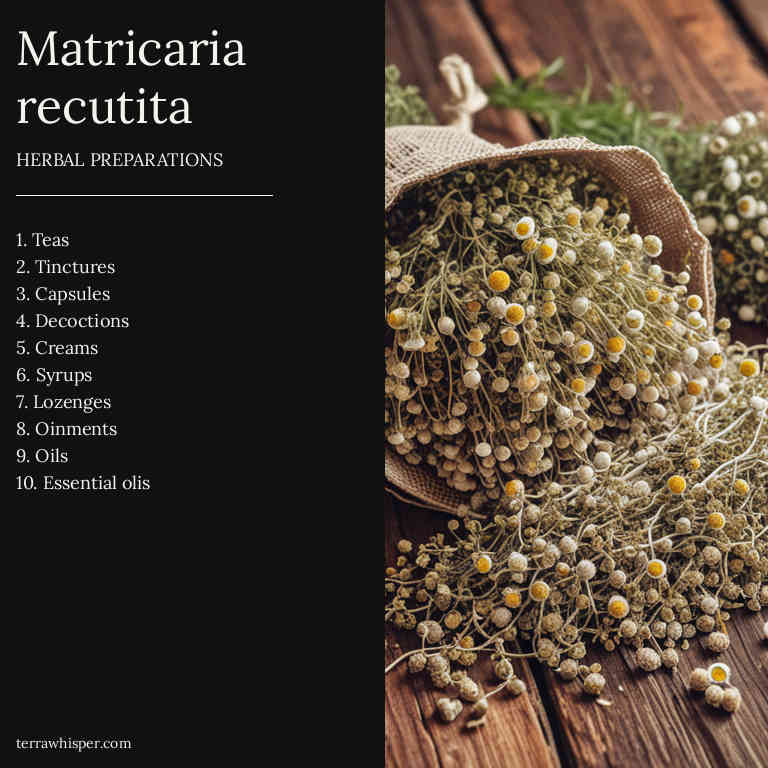 Matricaria
recutita
HERBAL PREPARATIONS
1. Teas
2. Tinctures
3. Capsules
4. Decoctions
5. Creams
6. Syrups
7. Lozenges
8. Oinments
9. Oils
10. Essential olis
terrawhisper.com